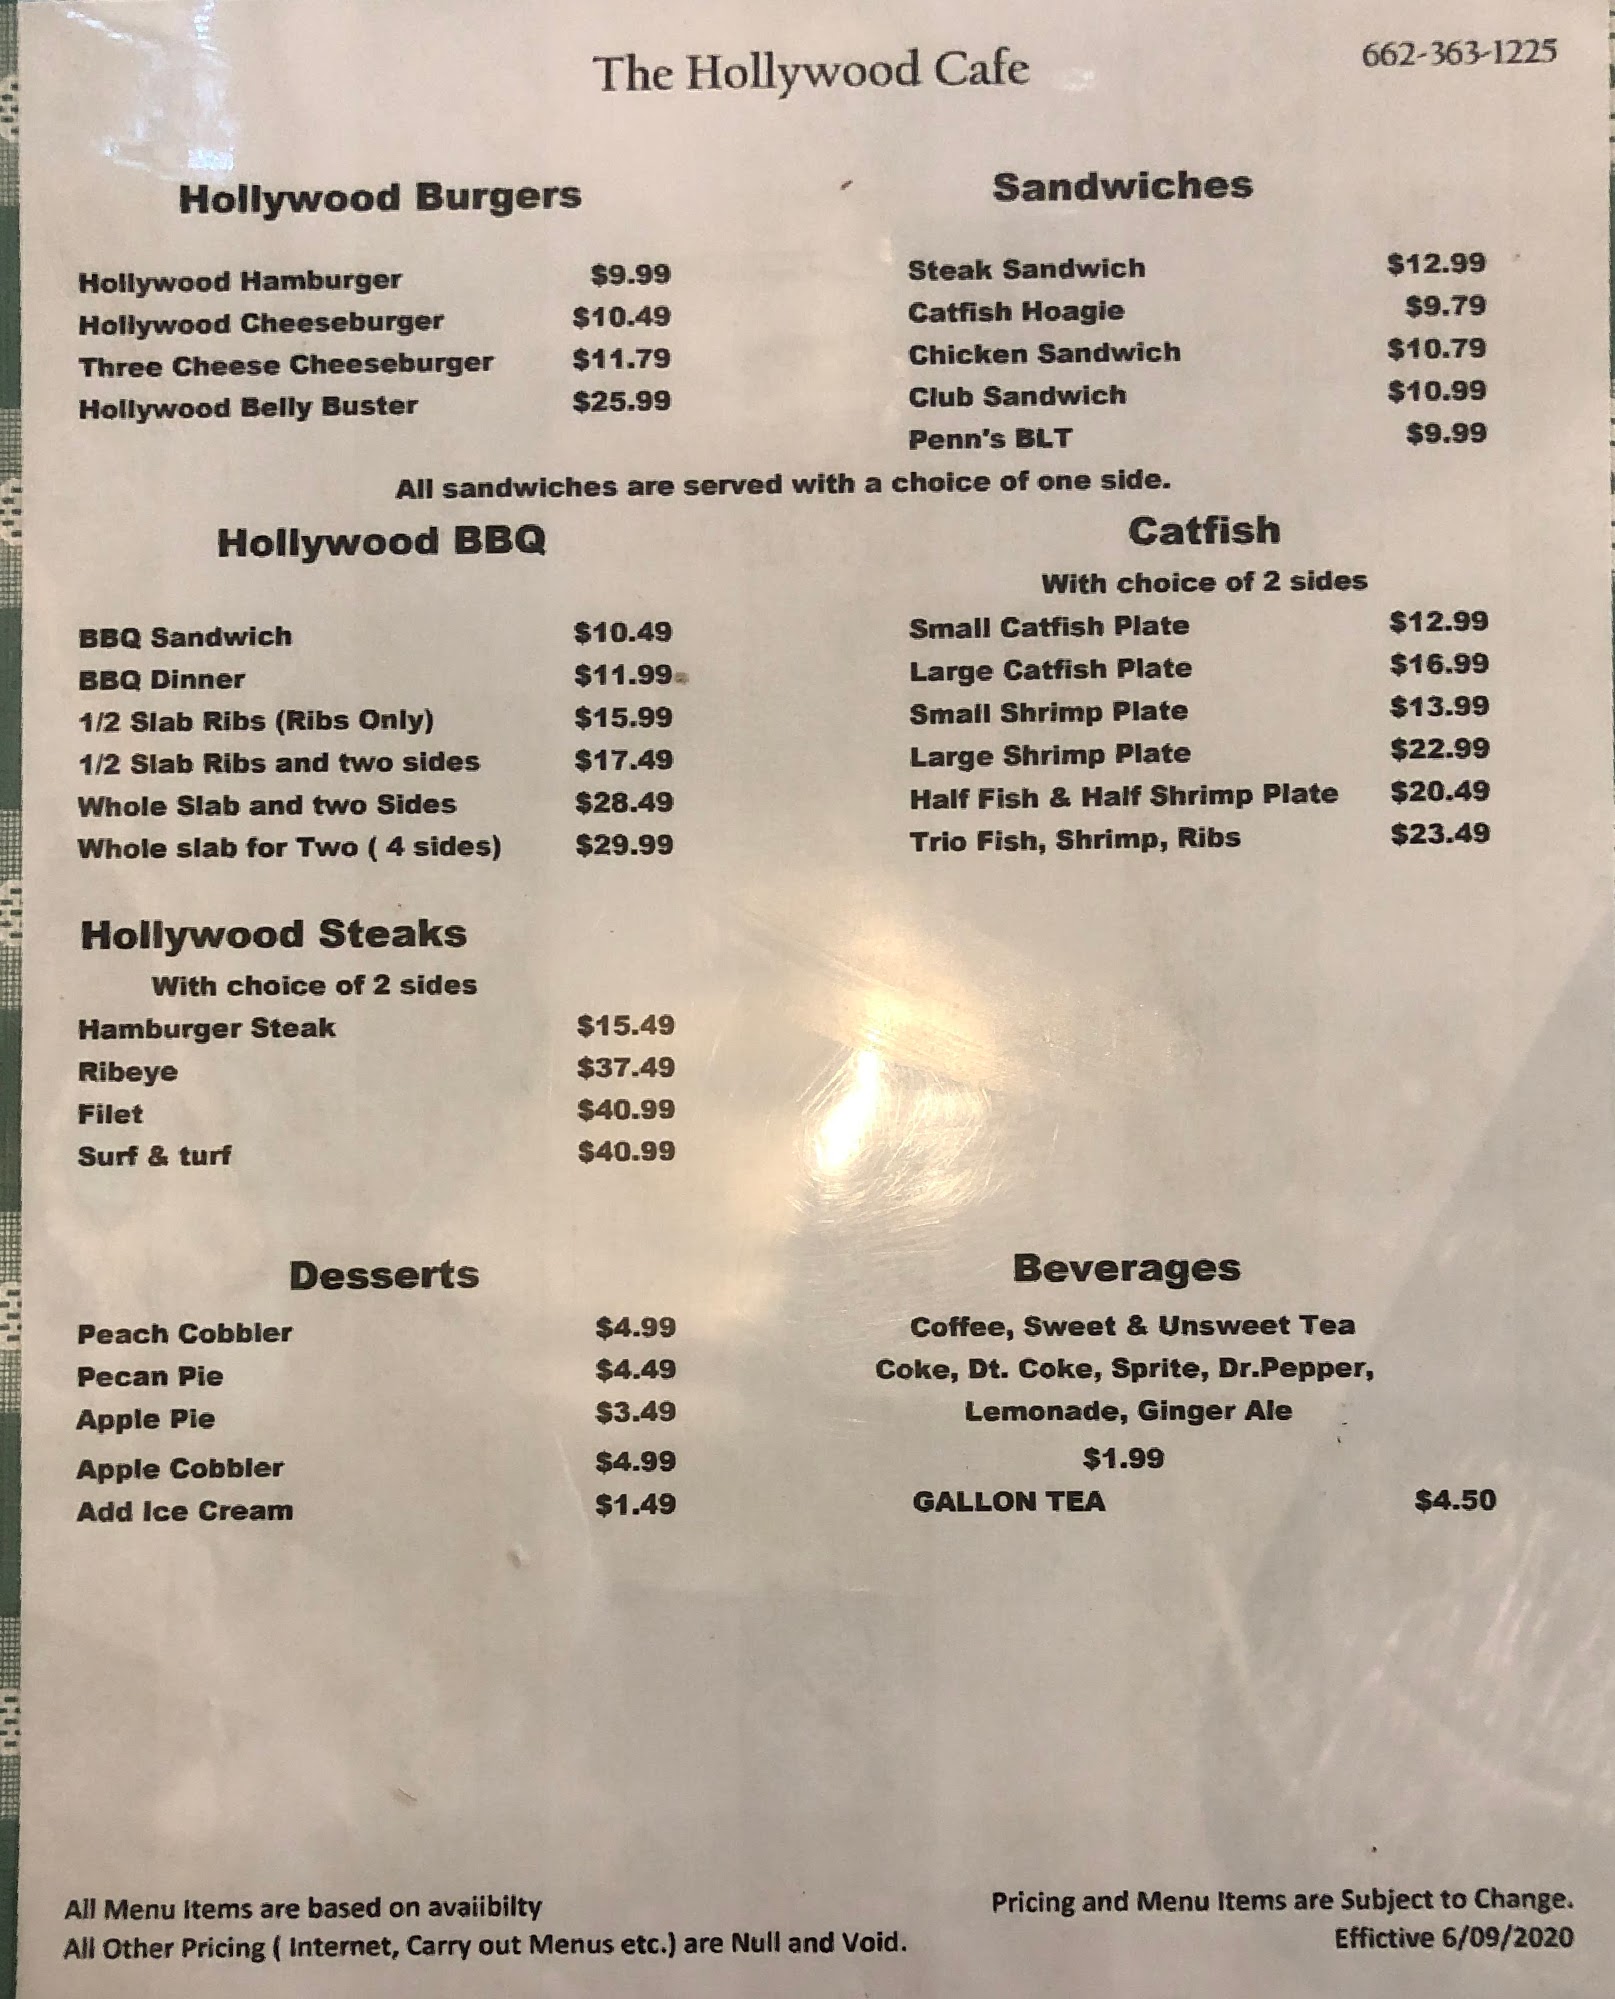 The Hollywood Cafe
662-363-1225
Hollywood Burgers
Hollywood Hamburger $9.99
Hollywood Cheeseburger $10.49
Three Cheese Cheeseburger $11.79
Hollywood Belly Buster $25.99
Sandwiches
Steak Sandwich $12.99
Catfish Hoagie $9.79
Chicken Sandwich $10.79
Club Sandwich $10.99
Penn's BLT $9.99
All sandwiches are served with a choice of one side.
Hollywood BBQ
BBQ Sandwich $10.49
BBQ Dinner $11.99
1/2 Slab Ribs (Ribs Only) $15.99
1/2 Slab Ribs and two sides $17.49
Whole Slab and two Sides $28.49
Whole slab for Two ( 4 sides) $29.99
Catfish
With choice of 2 sides
Small Catfish Plate $12.99
Large Catfish Plate $16.99
Small Shrimp Plate $13.99
Large Shrimp Plate $22.99
Half Fish & Half Shrimp Plate $20.49
Trio Fish, Shrimp, Ribs $23.49
Hollywood Steaks
With choice of 2 sides
Hamburger Steak $15.49
Ribeye $37.49
Filet $40.99
Surf & turf $40.99
Desserts
Peach Cobbler $4.99
Pecan Pie $4.49
Apple Pie $3.49
Apple Cobbler $4.99
Add Ice Cream $1.49
Beverages
Coffee, Sweet & Unsweet Tea
Coke, Dt. Coke, Sprite, Dr.Pepper,
Lemonade, Ginger Ale
$1.99
GALLON TEA $4.50
All Menu Items are based on avaiibilty
All Other Pricing ( Internet, Carry out Menus etc.) are Null and Void.
Pricing and Menu Items are Subject to Change.
Effictive 6/09/2020